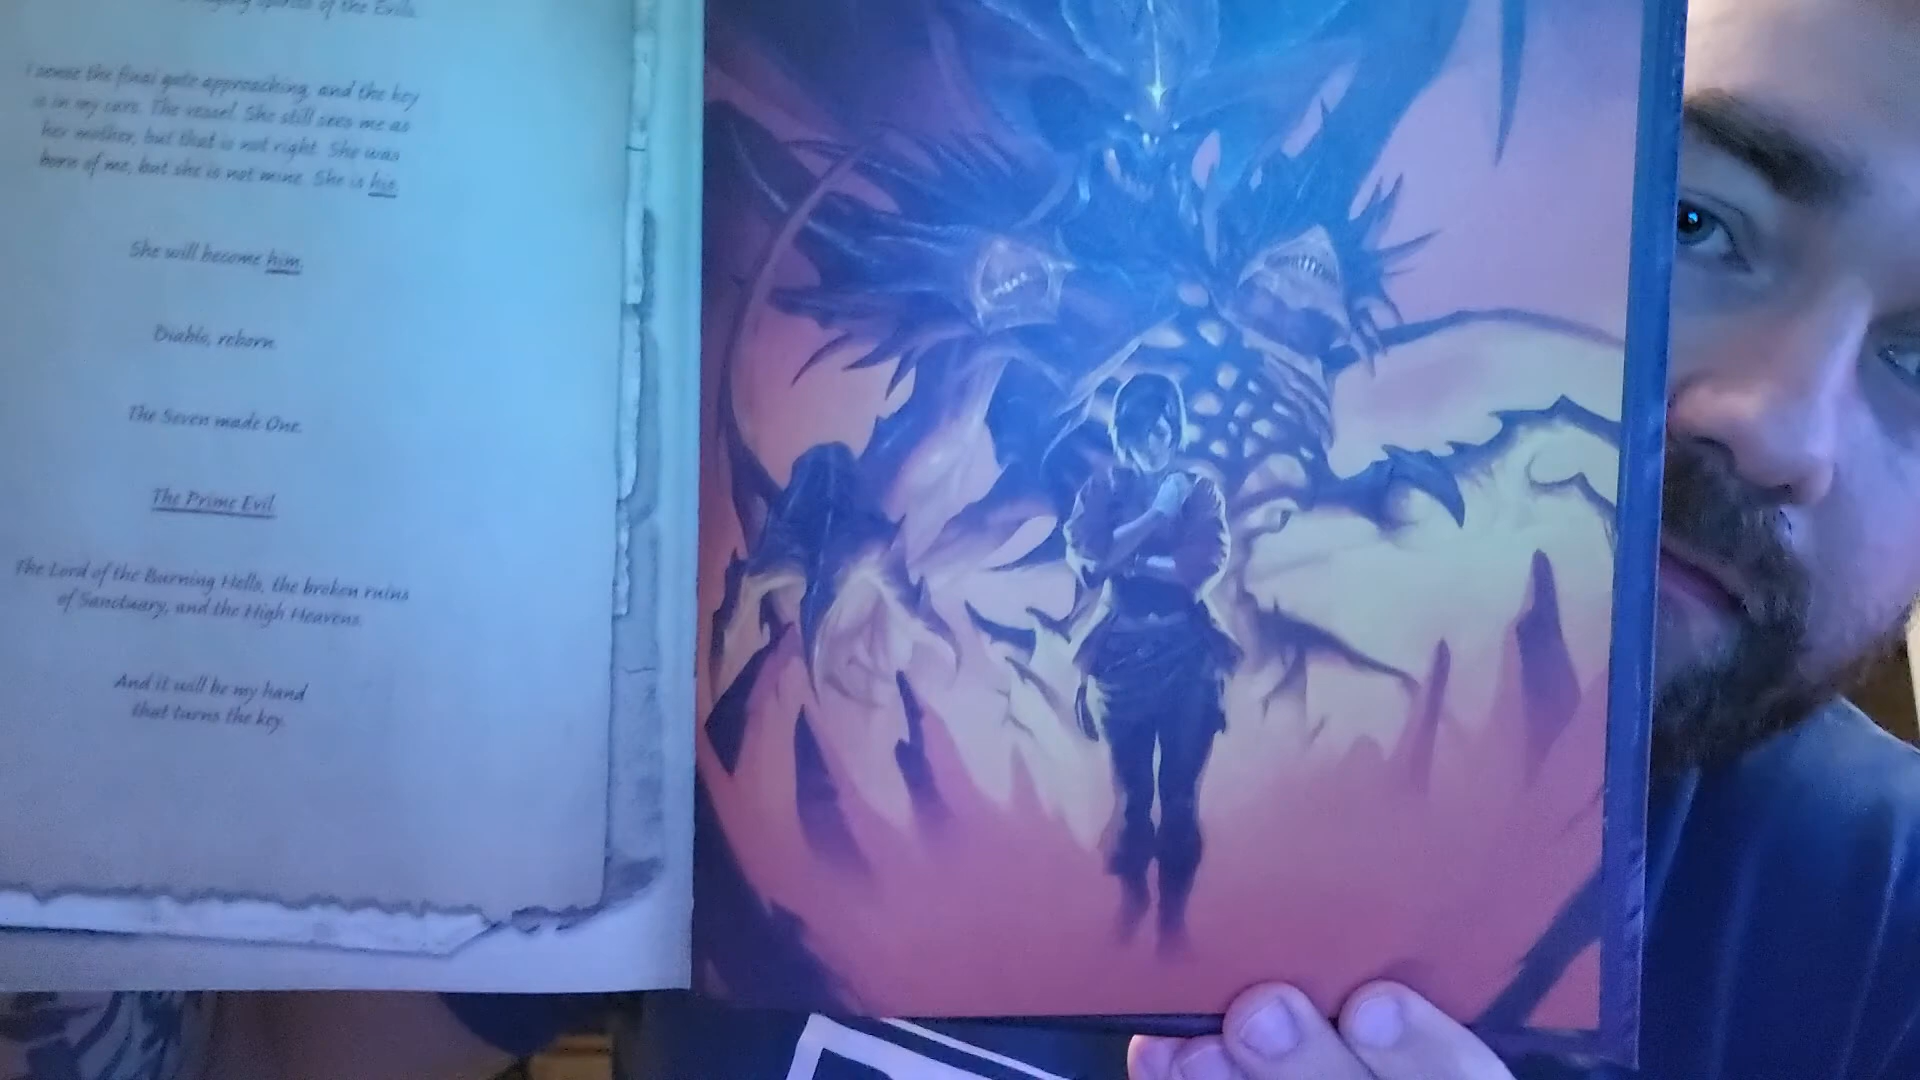 spirits of the Evils.
I sense the final gate approaching, and the key
is in my care. The vessel. She still sees me as
her mother, but that is not right. She was
born of me, but she is not mine. She is his.
She will become him.
Diablo, reborn.
The Seven made One.
The Prime Evil.
The Lord of the Burning Hells, the broken ruins
of Sanctuary, and the High Heavens.
And it will be my hand
that turns the key.